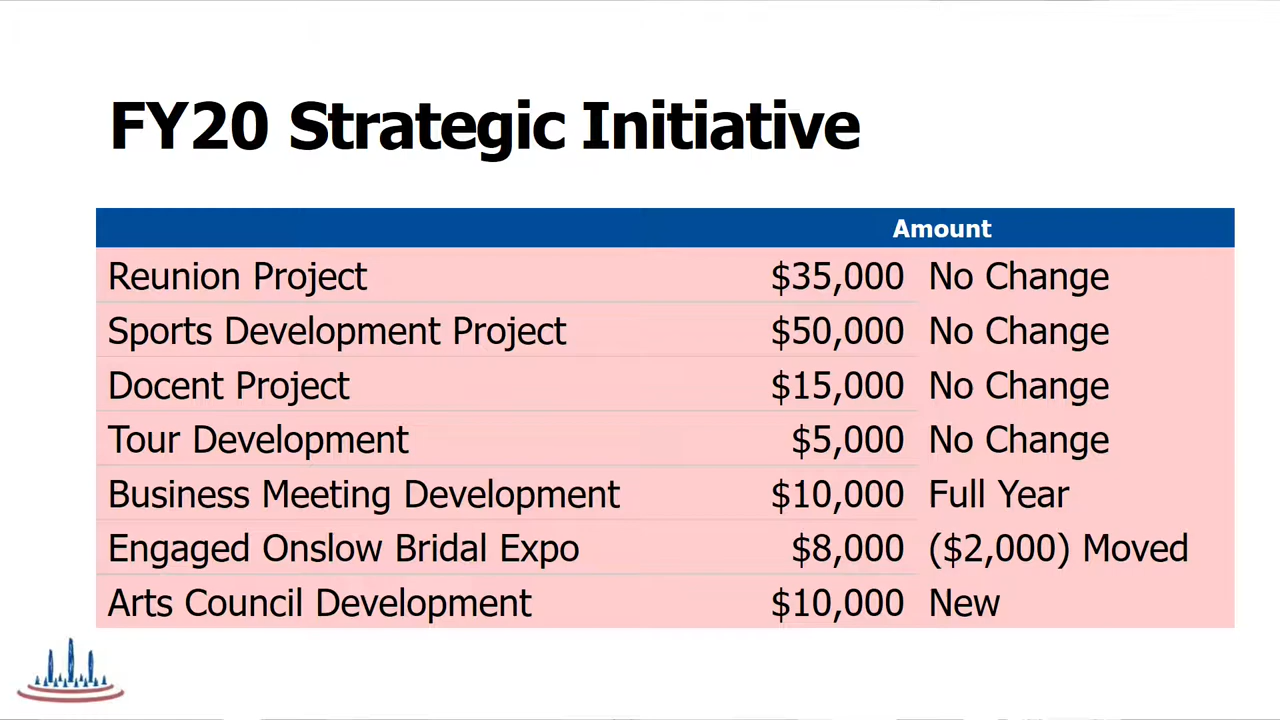 FY20 Strategic Initiative
Amount
Reunion Project $35,000 No Change
Sports Development Project $50,000 No Change
Docent Project $15,000 No Change
Tour Development $5,000 No Change
Business Meeting Development $10,000 Full Year
Engaged Onslow Bridal Expo $8,000 ($2,000) Moved
Arts Council Development $10,000 New